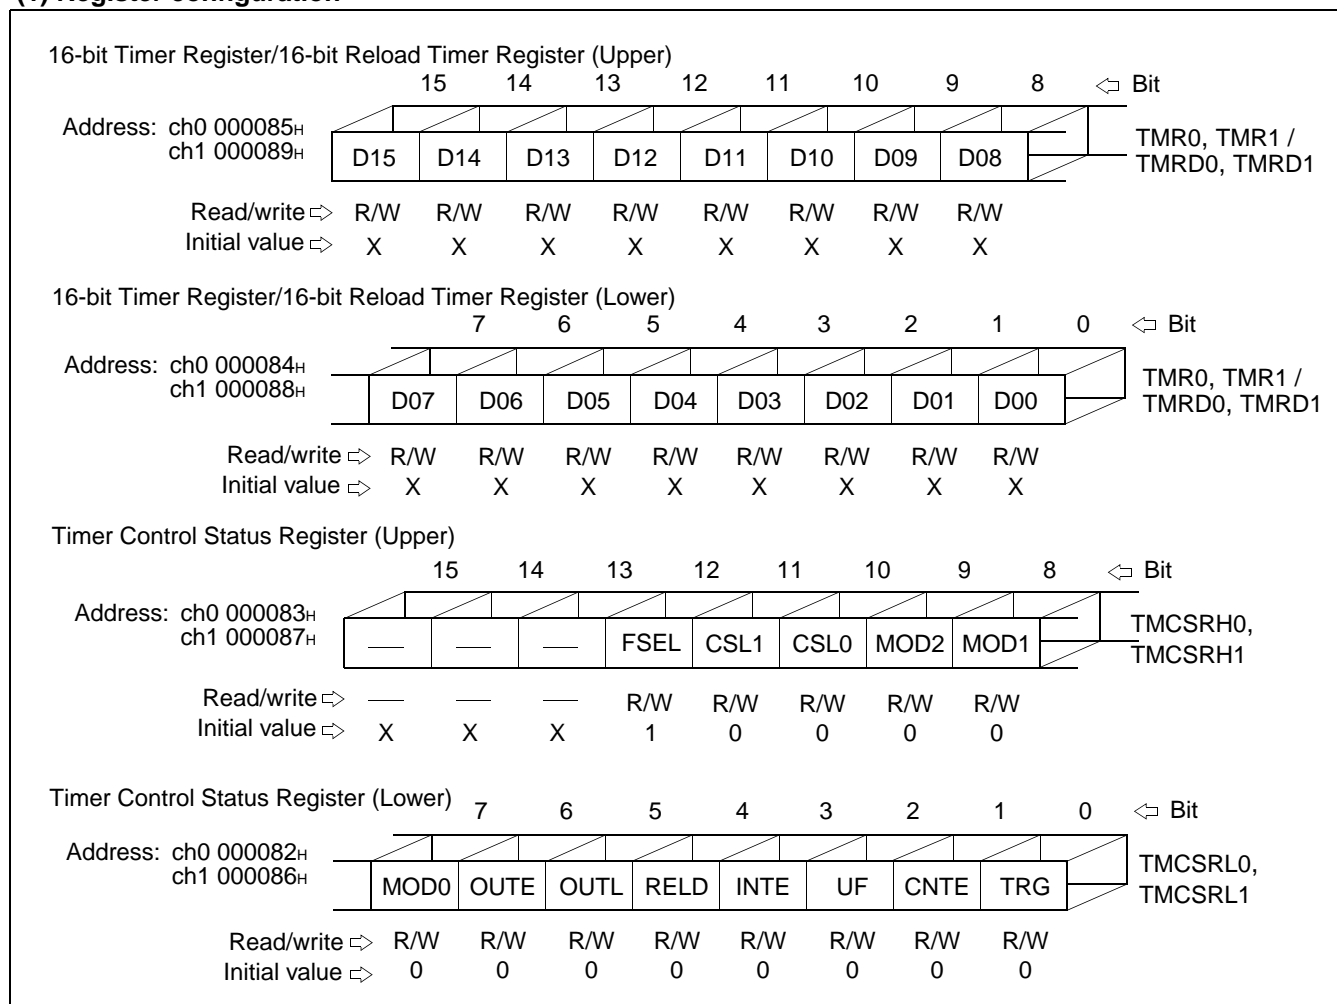 (1) Register configuration
16-bit Timer Register/16-bit Reload Timer Register (Upper)
15 14 13 12 11 10 9 8 ⇦ Bit
Address: ch0 000085H
ch1 000089H
D15 D14 D13 D12 D11 D10 D09 D08
TMR0, TMR1 /
TMRD0, TMRD1
Read/write ⇨ R/W R/W R/W R/W R/W R/W R/W R/W
Initial value ⇨ X X X X X X X X
16-bit Timer Register/16-bit Reload Timer Register (Lower)
7 6 5 4 3 2 1 0 ⇦ Bit
Address: ch0 000084H
ch1 000088H
D07 D06 D05 D04 D03 D02 D01 D00
TMR0, TMR1 /
TMRD0, TMRD1
Read/write ⇨ R/W R/W R/W R/W R/W R/W R/W R/W
Initial value ⇨ X X X X X X X X
Timer Control Status Register (Upper)
15 14 13 12 11 10 9 8 ⇦ Bit
Address: ch0 000083H
ch1 000087H
— — — FSEL CSL1 CSL0 MOD2 MOD1
TMCSRH0,
TMCSRH1
Read/write ⇨ — — — R/W R/W R/W R/W R/W
Initial value ⇨ X X X 1 0 0 0 0
Timer Control Status Register (Lower)
7 6 5 4 3 2 1 0 ⇦ Bit
Address: ch0 000082H
ch1 000086H
MOD0 OUTE OUTL RELD INTE UF CNTE TRG
TMCSRL0,
TMCSRL1
Read/write ⇨ R/W R/W R/W R/W R/W R/W R/W R/W
Initial value ⇨ 0 0 0 0 0 0 0 0